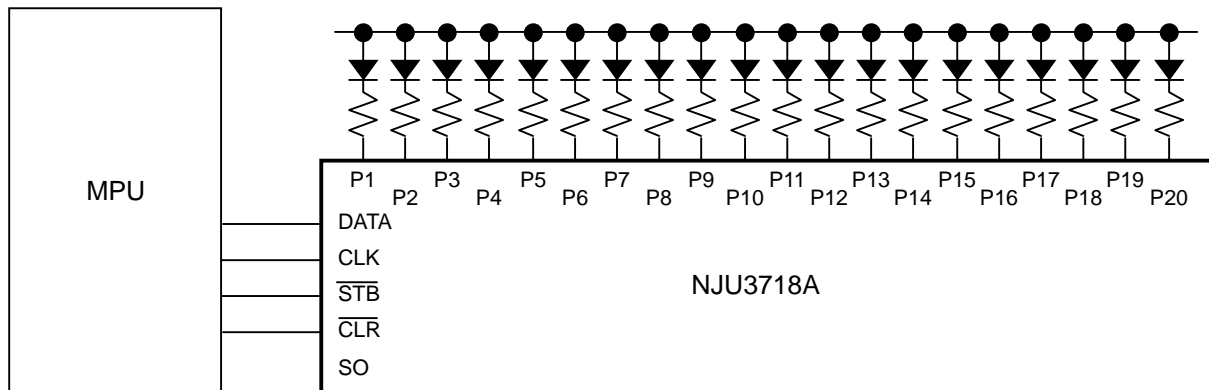 P1 P3 P5 P7 P9 P11 P13 P15 P17 P19
P2 P4 P6 P8 P10 P12 P14 P16 P18 P20
MPU
DATA
CLK
NJU3718A
STB
CLR
SO